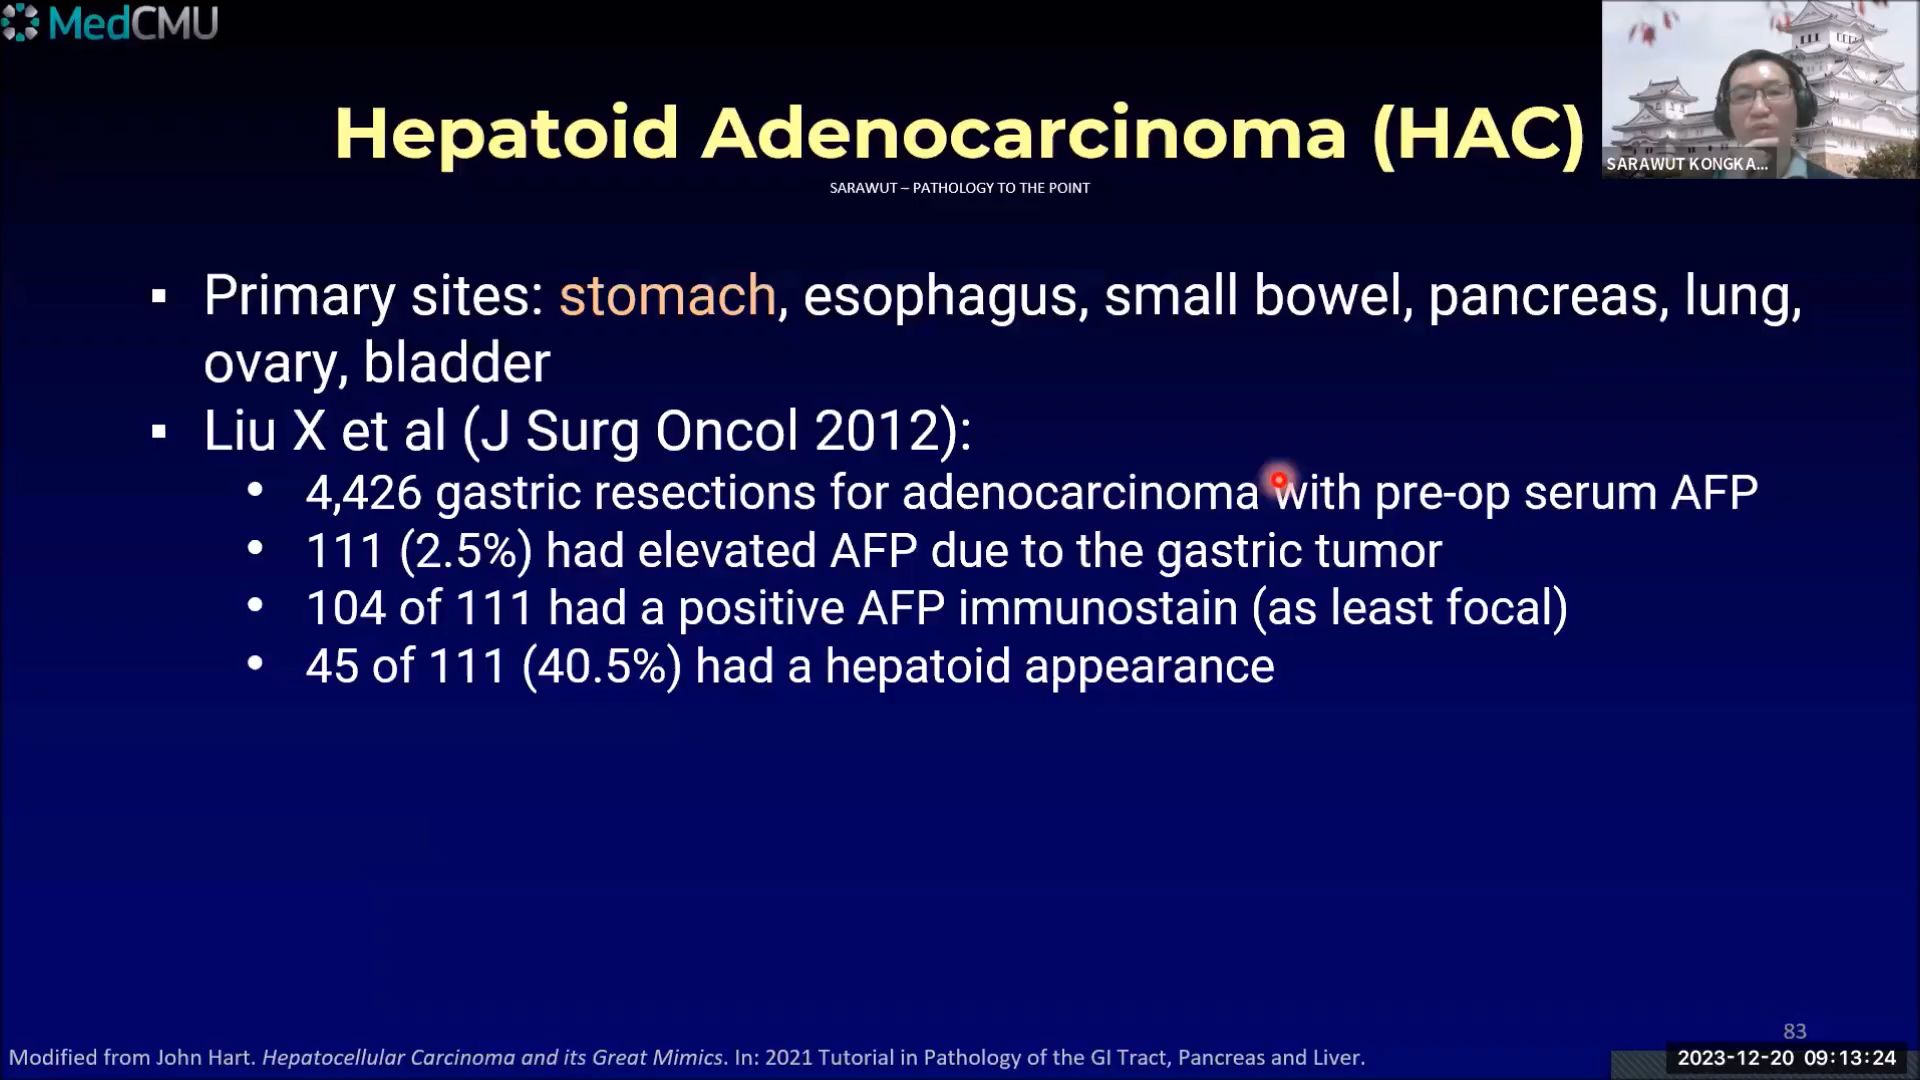 MedCMU
Hepatoid Adenocarcinoma (HAC)
SARAWUT – PATHOLOGY TO THE POINT
SARAWUT KONGKA...
▪ Primary sites: stomach, esophagus, small bowel, pancreas, lung,
ovary, bladder
▪ Liu X et al (J Surg Oncol 2012):
• 4,426 gastric resections for adenocarcinoma with pre-op serum AFP
• 111 (2.5%) had elevated AFP due to the gastric tumor
• 104 of 111 had a positive AFP immunostain (as least focal)
• 45 of 111 (40.5%) had a hepatoid appearance
83
Modified from John Hart. Hepatocellular Carcinoma and its Great Mimics. In: 2021 Tutorial in Pathology of the GI Tract, Pancreas and Liver.
2023-12-20 09:13:24